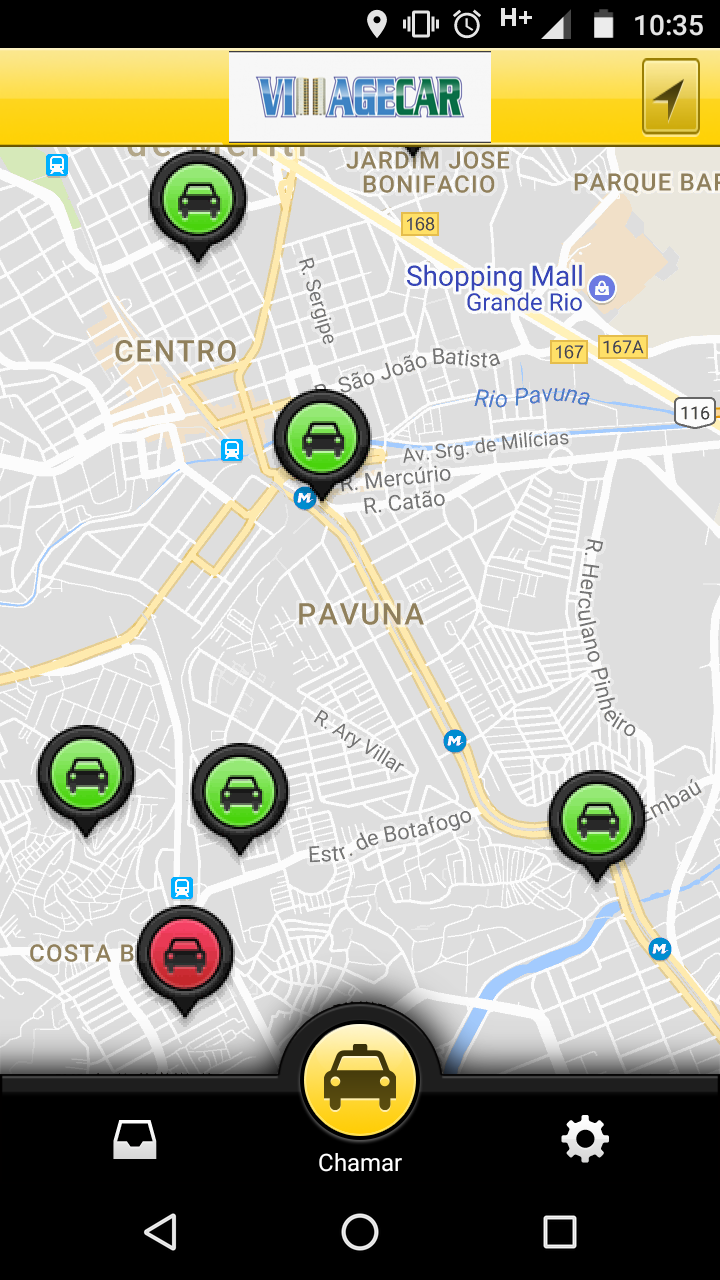 H+ 10:35
VILLAGECAR
de Meriti
JARDIM JOSE
BONIFACIO
PARQUE BAR
168
R. Sergipe
Shopping Mall
Grande Rio
CENTRO
167
167A
R. São João Batista
Rio Pavuna
116
Av. Srg. de Milícias
R. Mercúrio
R. Catão
M
R. Herculano Pinheiro
PAVUNA
R. Ary Villar
M
Embaú
Estr. de Botafogo
COSTA B
M
Chamar